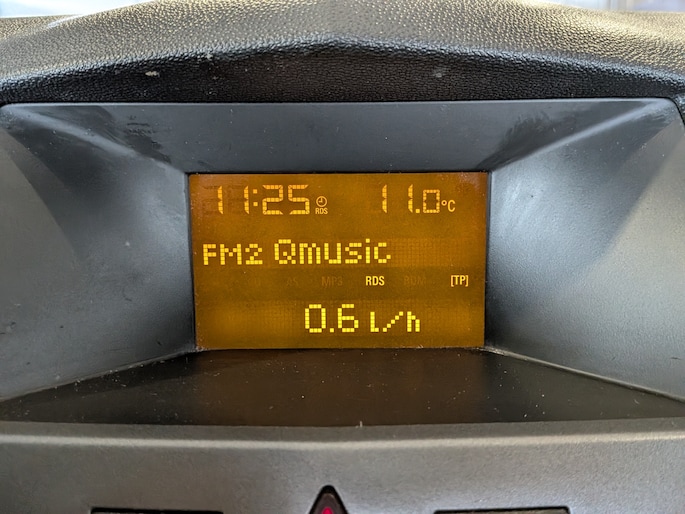 11:25 RDS 11.0°C
FM2 Qmusic
MP3 RDS [TP]
0.6 l/h